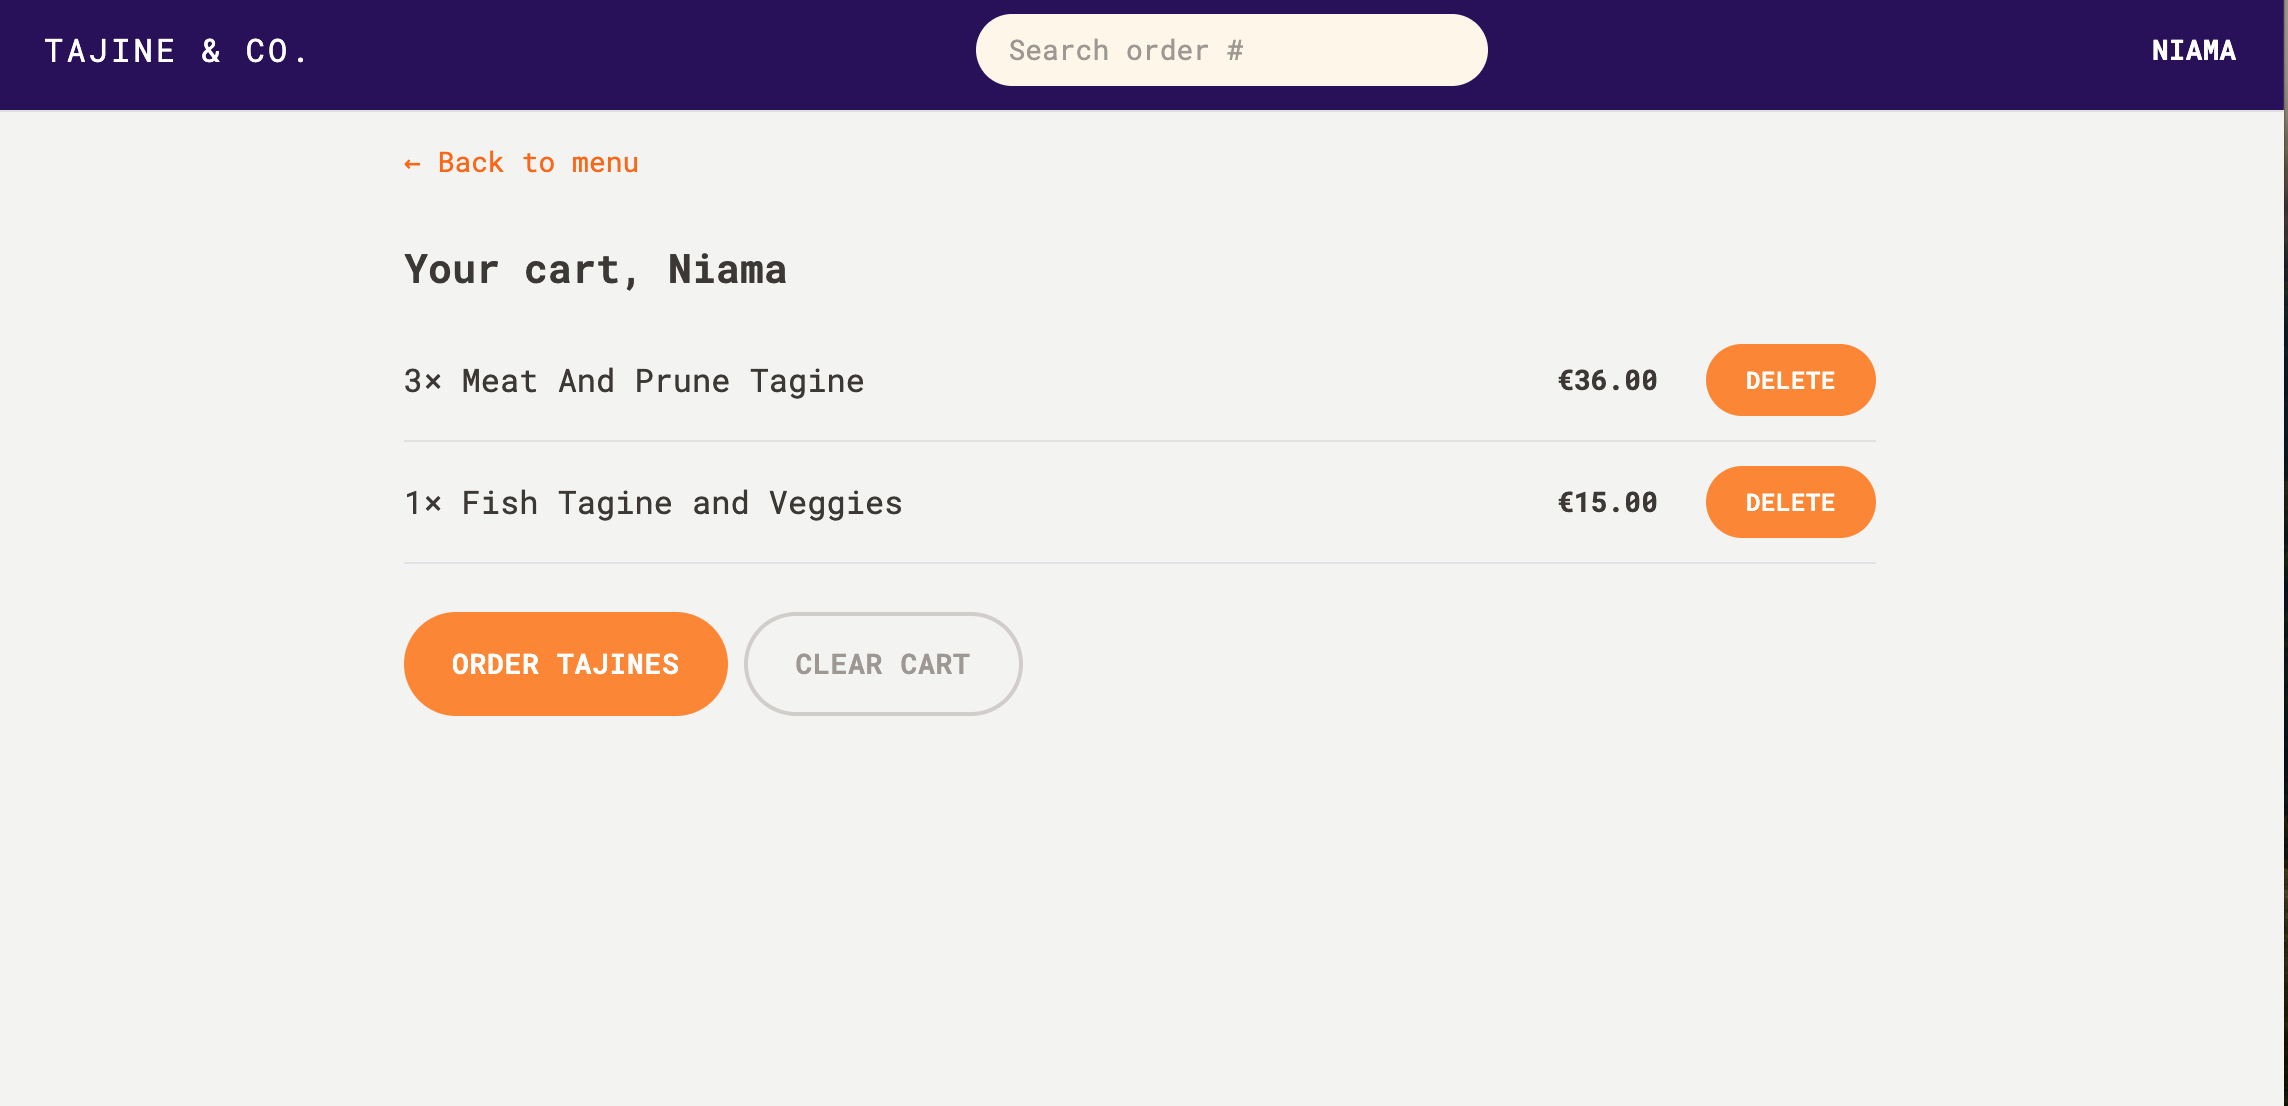 TAJINE & CO.
Search order #
NIAMA
← Back to menu
Your cart, Niama
3× Meat And Prune Tagine
€36.00
DELETE
1× Fish Tagine and Veggies
€15.00
DELETE
ORDER TAJINES
CLEAR CART